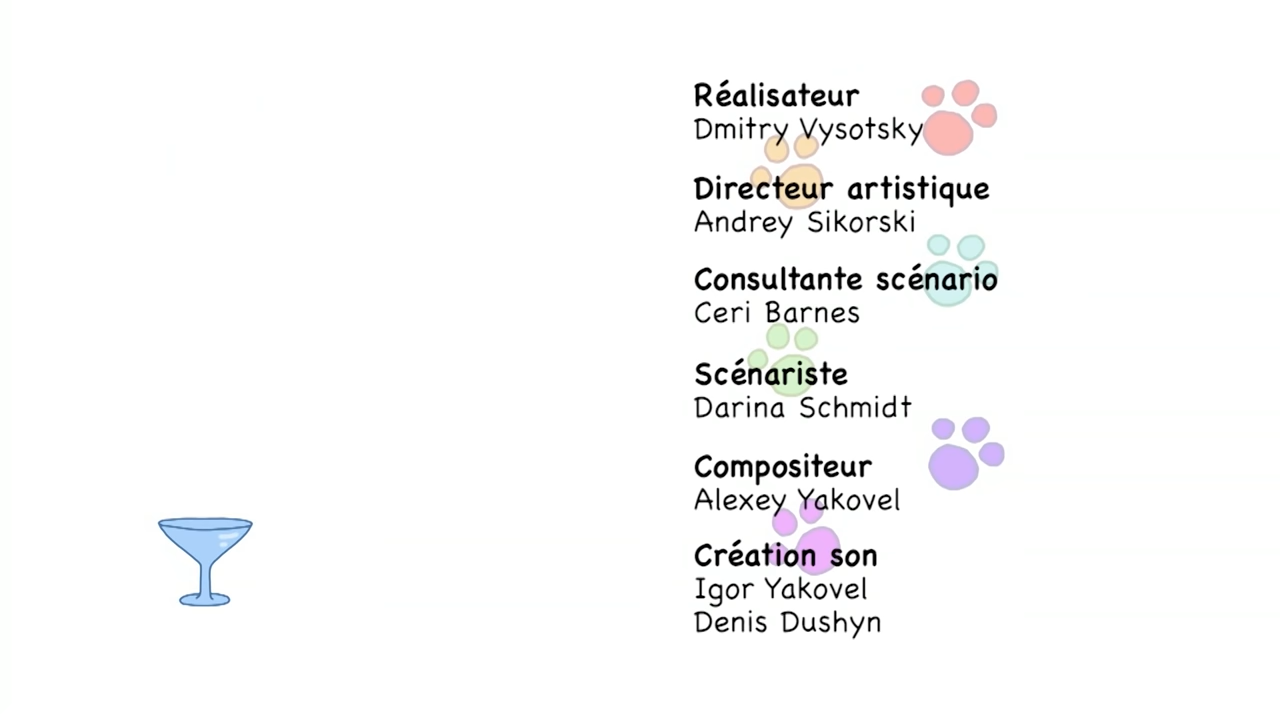 Réalisateur
Dmitry Vysotsky
Directeur artistique
Andrey Sikorski
Consultante scénario
Ceri Barnes
Scénariste
Darina Schmidt
Compositeur
Alexey Yakovel
Création son
Igor Yakovel
Denis Dushyn